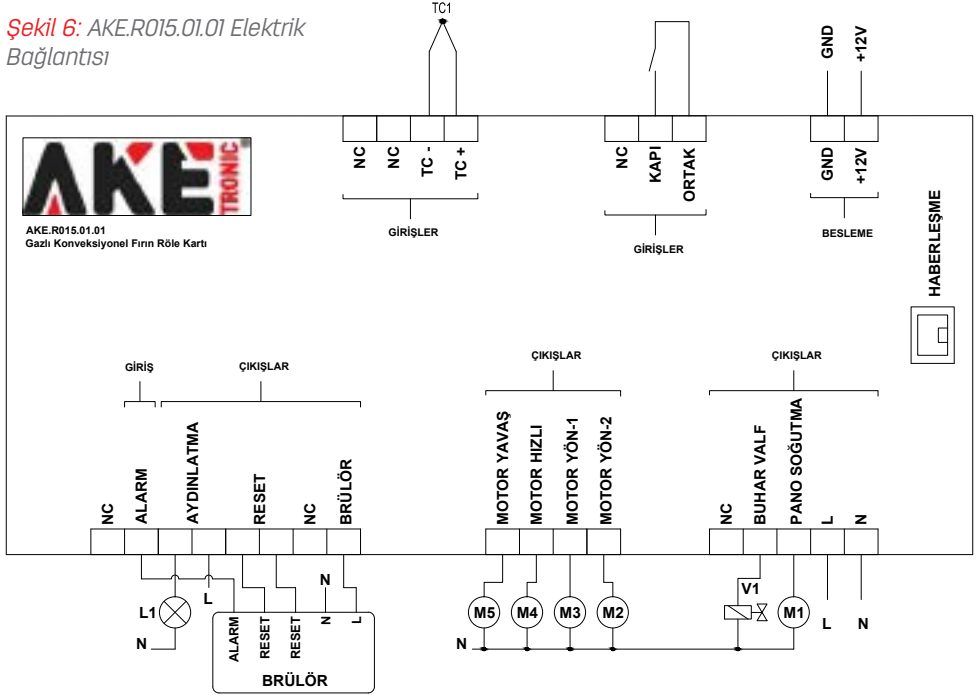 Şekil 6: AKE.R015.01.01 Elektrik
Bağlantısı
TC1
GND
+12V
NC
NC
TC -
TC +
GİRİŞLER
NC
KAPI
ORTAK
GİRİŞLER
GND
+12V
BESLEME
AKE
TRONIC
AKE.R015.01.01
Gazlı Konveksiyonel Fırın Röle Kartı
HABERLEŞME
GİRİŞ
ÇIKIŞLAR
NC
ALARM
AYDINLATMA
RESET
NC
BRÜLÖR
ÇIKIŞLAR
MOTOR YAVAŞ
MOTOR HIZLI
MOTOR YÖN-1
MOTOR YÖN-2
ÇIKIŞLAR
NC
BUHAR VALF
PANO SOĞUTMA
L
N
L1
N
L
N
ALARM
RESET
RESET
N
L
BRÜLÖR
M5
M4
M3
M2
N
V1
M1
L
N